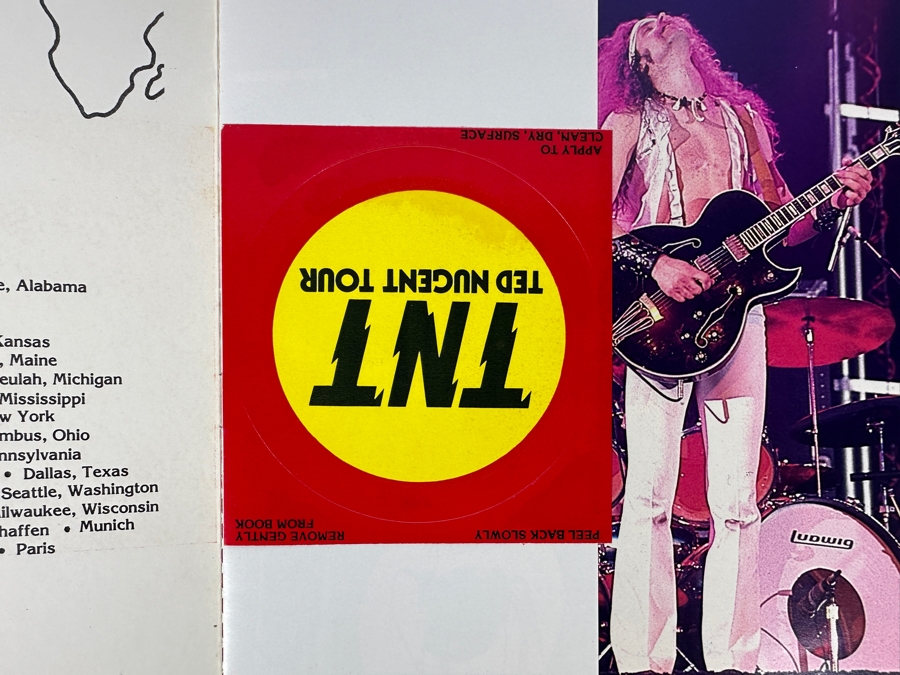 e, Alabama
Kansas
, Maine
eulah, Michigan
Mississippi
w York
mbus, Ohio
nnsylvania
• Dallas, Texas
Seattle, Washington
ilwaukee, Wisconsin
haffen • Munich
• Paris
PEEL BACK SLOWLY
REMOVE GENTLY
FROM BOOK
TNT
TED NUGENT TOUR
APPLY TO
CLEAN, DRY, SURFACE